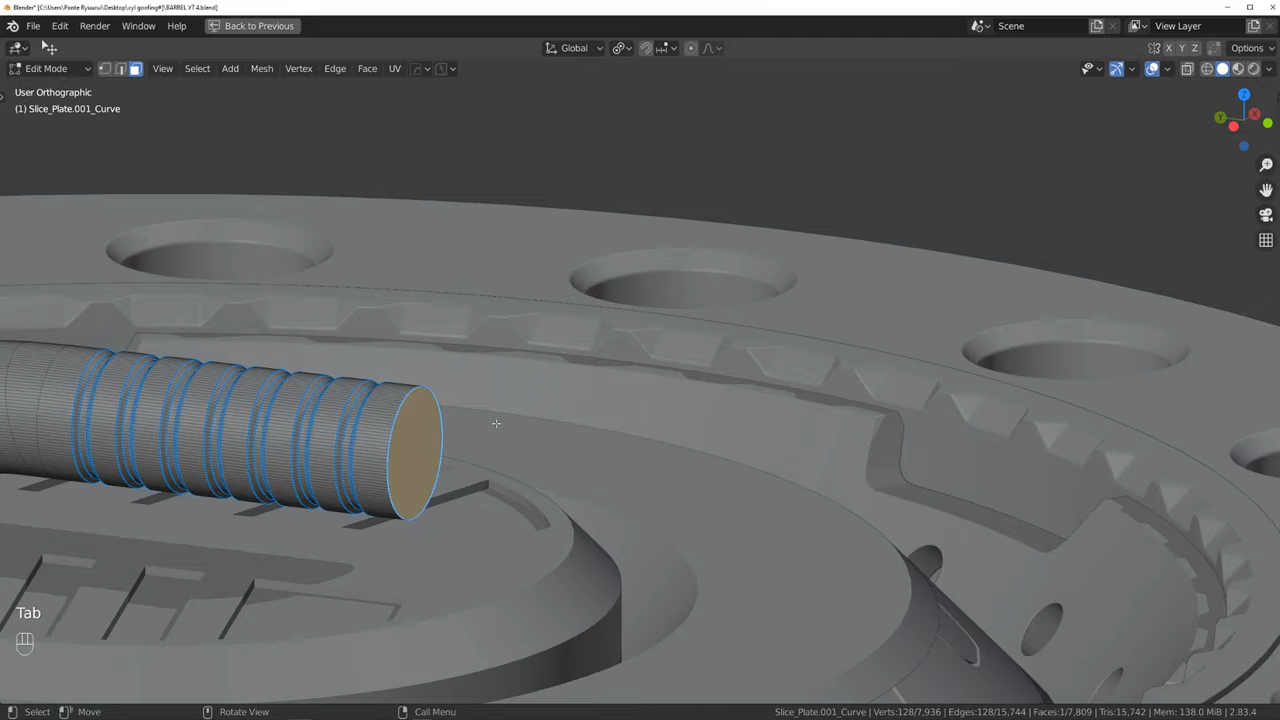 Blender* [C:\Users\Ponte Ryuurui\Desktop\cyl goofing#]\BARREL YT 4.blend]
File Edit Render Window Help Back to Previous Scene View Layer
Global X Y Z Options
Edit Mode View Select Add Mesh Vertex Edge Face UV
User Orthographic
(1) Slice_Plate.001_Curve
Z
Y X
Tab
Select Move Rotate View Call Menu Slice_Plate.001_Curve | Verts:128/7,936 | Edges:128/15,744 | Faces:1/7,809 | Tris:15,742 | Mem: 138.0 MiB | 2.83.4